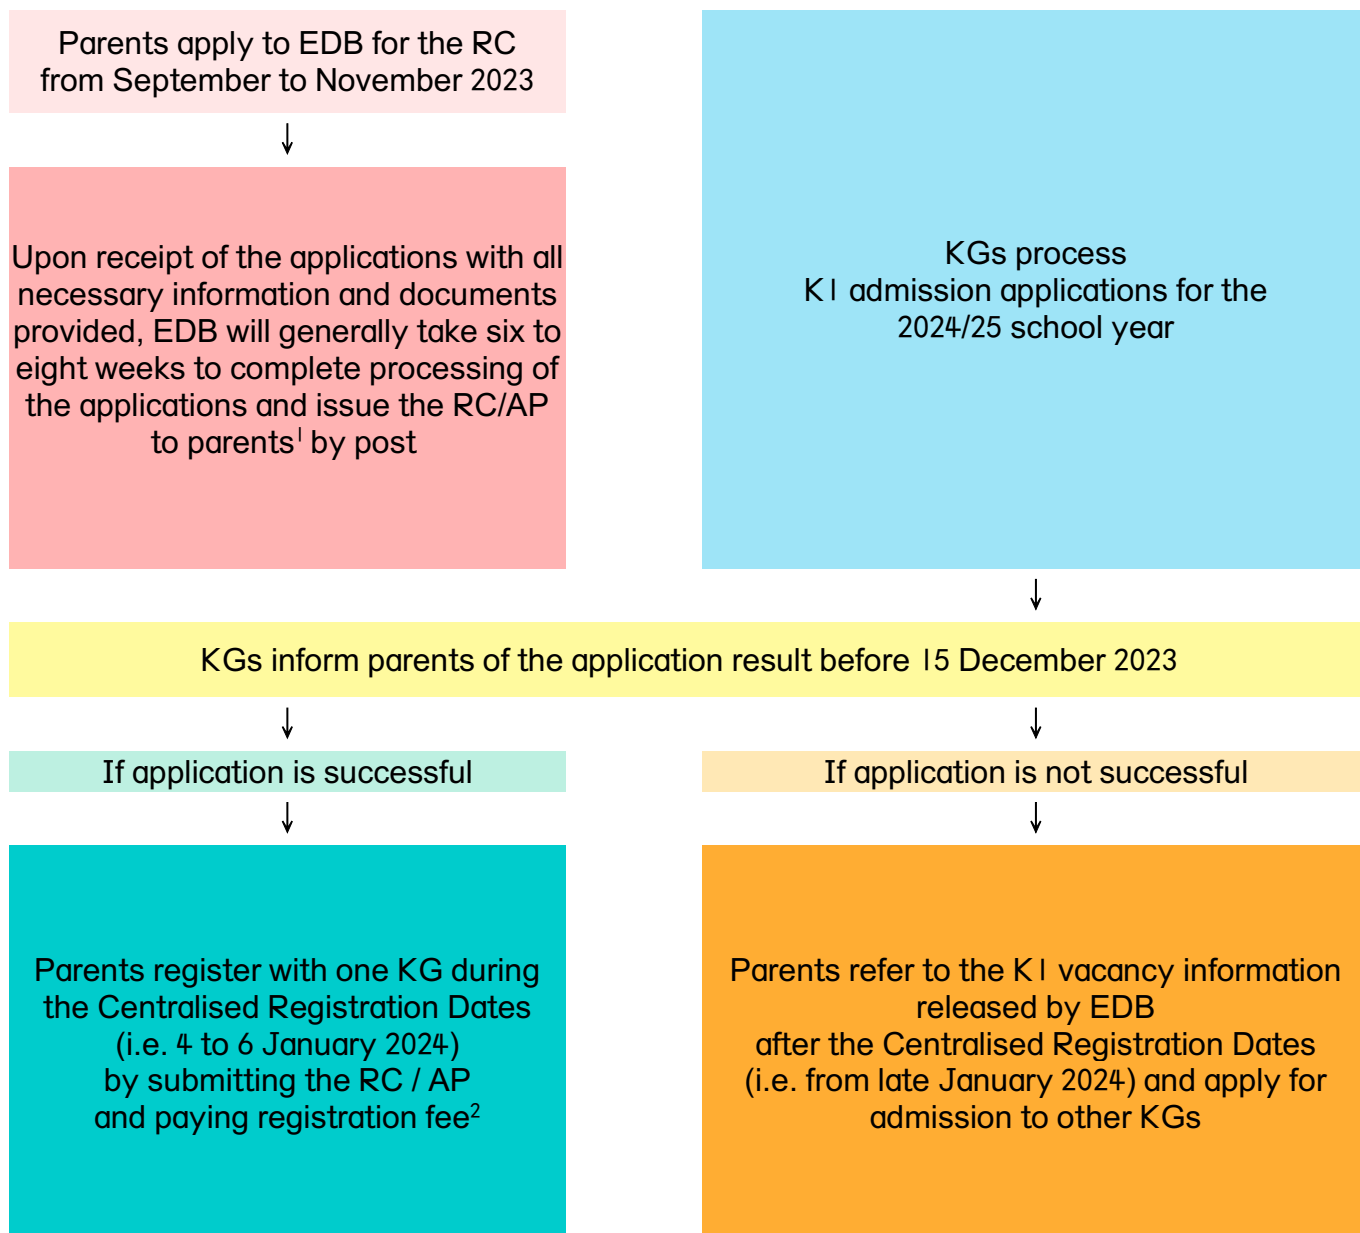 Parents apply to EDB for the RC
from September to November 2023
Upon receipt of the applications with all
necessary information and documents
provided, EDB will generally take six to
eight weeks to complete processing of
the applications and issue the RC/AP
to parents¹ by post
KGs process
K1 admission applications for the
2024/25 school year
KGs inform parents of the application result before 15 December 2023
If application is successful
If application is not successful
Parents register with one KG during
the Centralised Registration Dates
(i.e. 4 to 6 January 2024)
by submitting the RC / AP
and paying registration fee²
Parents refer to the K1 vacancy information
released by EDB
after the Centralised Registration Dates
(i.e. from late January 2024) and apply for
admission to other KGs